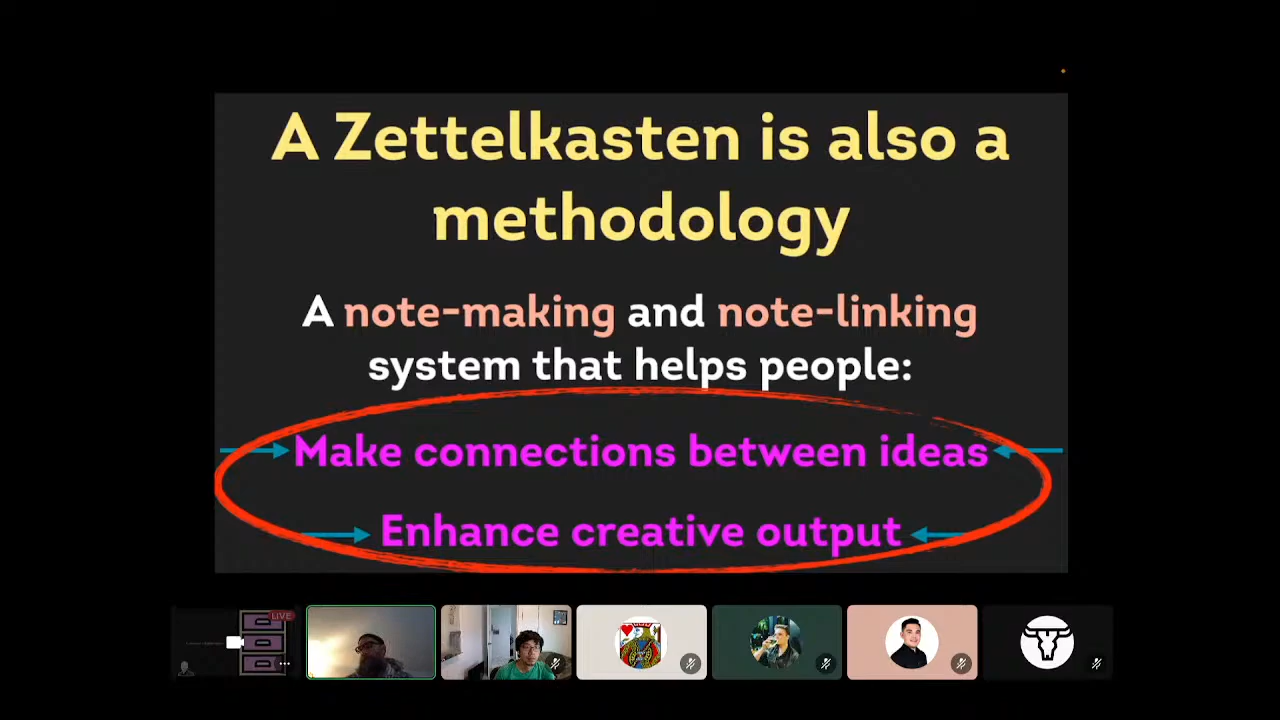 A Zettelkasten is also a
methodology
A note-making and note-linking
system that helps people:
Make connections between ideas
Enhance creative output
LIVE